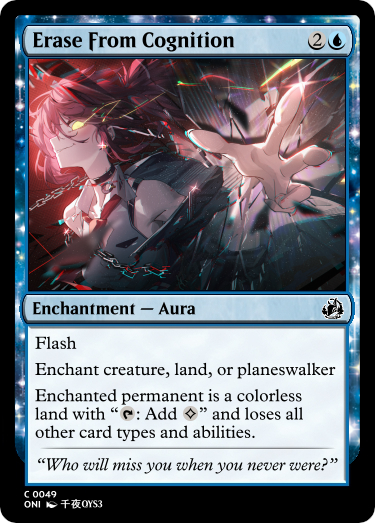 Erase From Cognition 2
Enchantment — Aura
Flash
Enchant creature, land, or planeswalker
Enchanted permanent is a colorless
land with “: Add ” and loses all
other card types and abilities.
“Who will miss you when you never were?”
C 0049
ONI 千夜OYS3